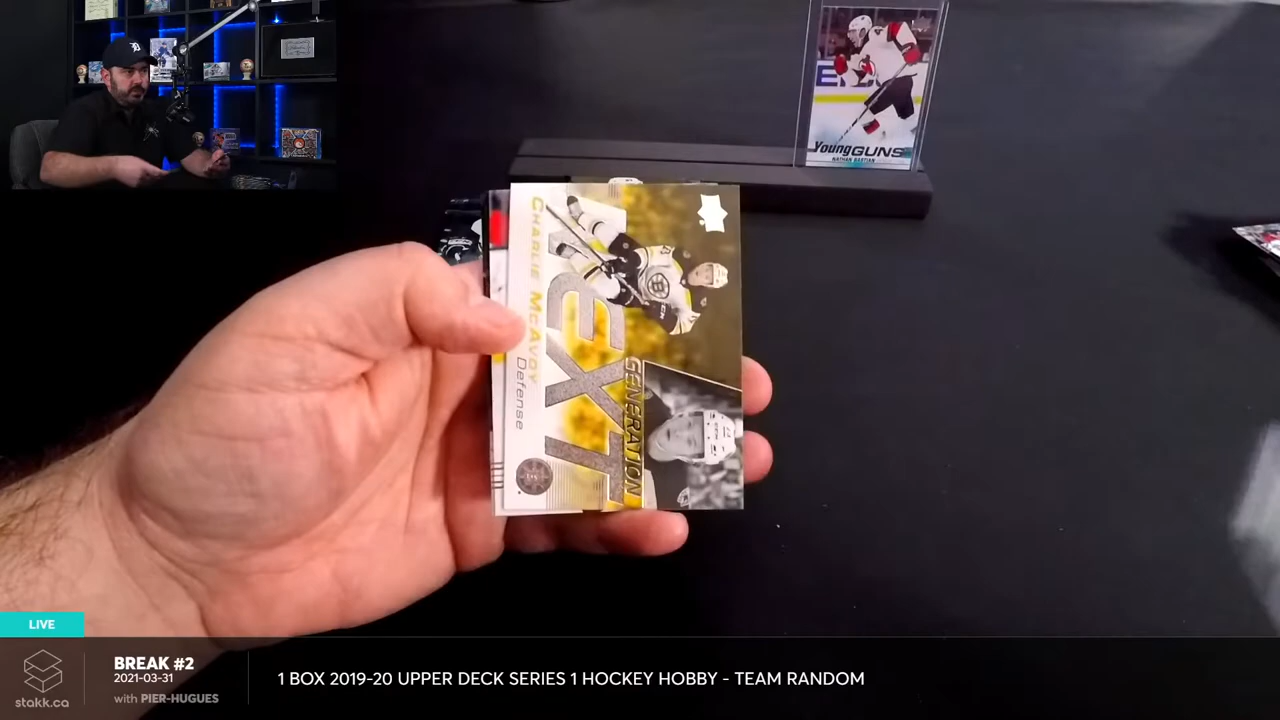 Young GUNS
NATHAN BASTIAN
CHARLIE MCAVOY
Defense
NEXT
GENERATION
LIVE
stakk.ca
BREAK #2
2021-03-31
with PIER-HUGUES
1 BOX 2019-20 UPPER DECK SERIES 1 HOCKEY HOBBY - TEAM RANDOM